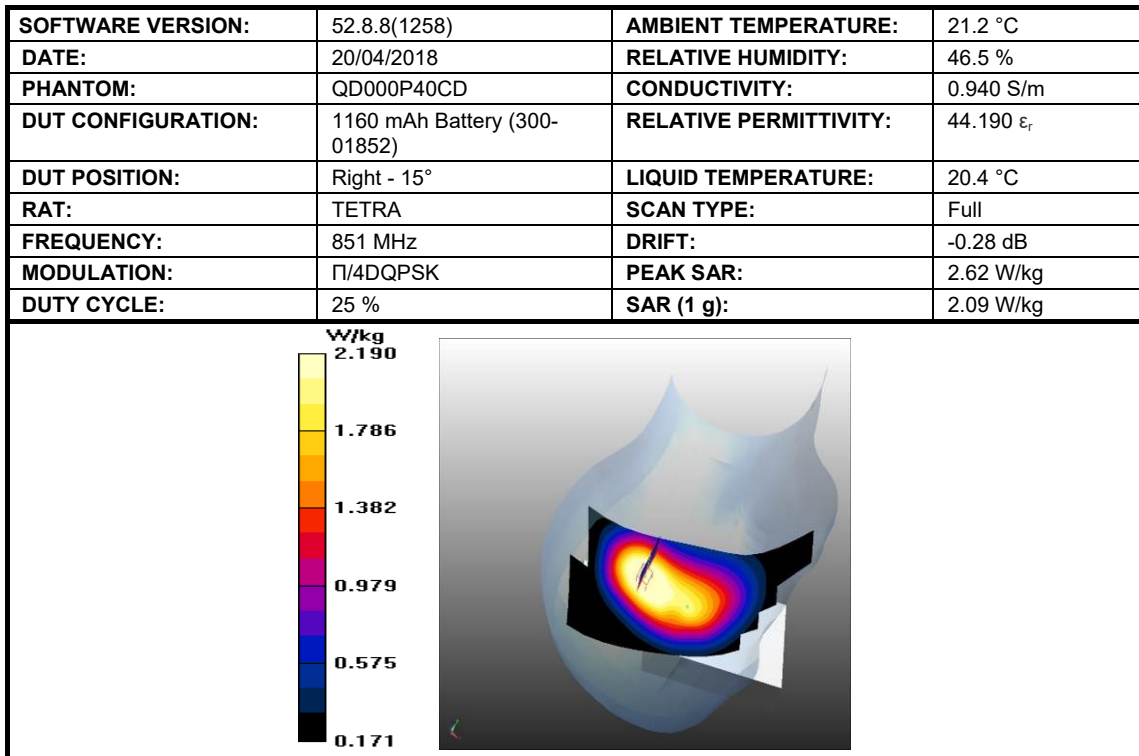 SOFTWARE VERSION: 52.8.8(1258) AMBIENT TEMPERATURE: 21.2 °C
DATE: 20/04/2018 RELATIVE HUMIDITY: 46.5 %
PHANTOM: QD000P40CD CONDUCTIVITY: 0.940 S/m
DUT CONFIGURATION: 1160 mAh Battery (300- RELATIVE PERMITTIVITY: 44.190 εr
01852)
DUT POSITION: Right - 15° LIQUID TEMPERATURE: 20.4 °C
RAT: TETRA SCAN TYPE: Full
FREQUENCY: 851 MHz DRIFT: -0.28 dB
MODULATION: Π/4DQPSK PEAK SAR: 2.62 W/kg
DUTY CYCLE: 25 % SAR (1 g): 2.09 W/kg
W/kg
2.190
1.786
1.382
0.979
0.575
0.171